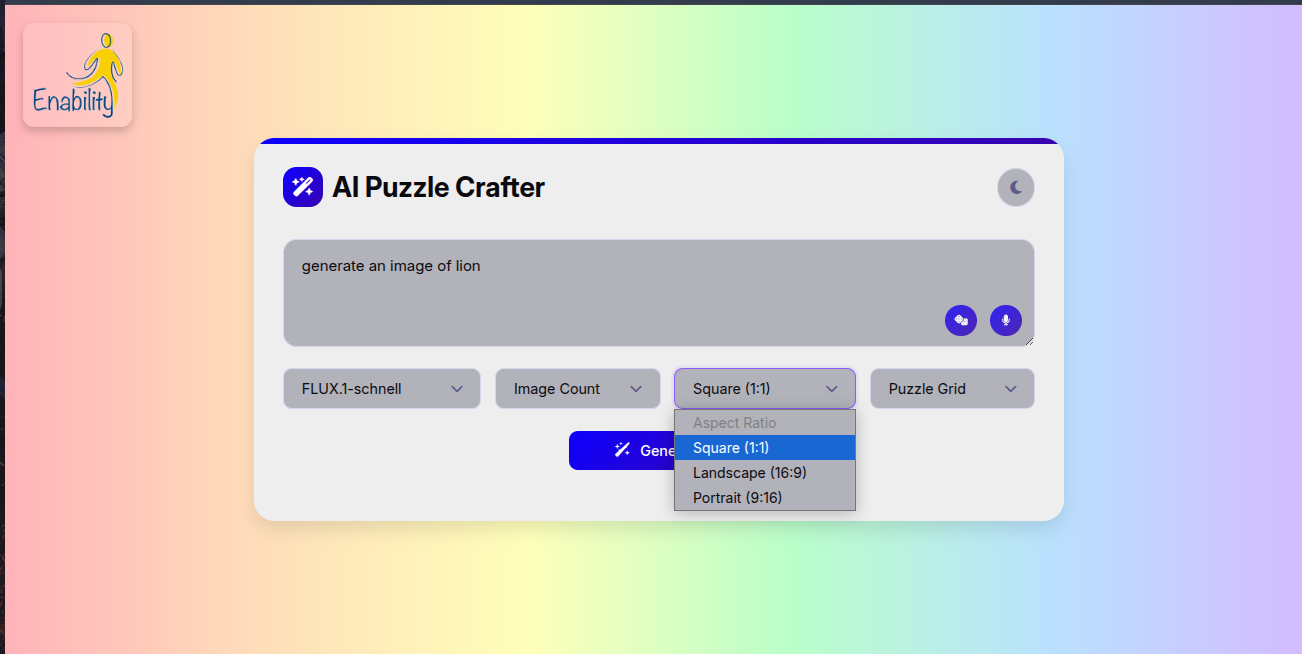 Enability
AI Puzzle Crafter
generate an image of lion
FLUX.1-schnell
Image Count
Square (1:1)
Puzzle Grid
Aspect Ratio
Square (1:1)
Landscape (16:9)
Portrait (9:16)
Gene